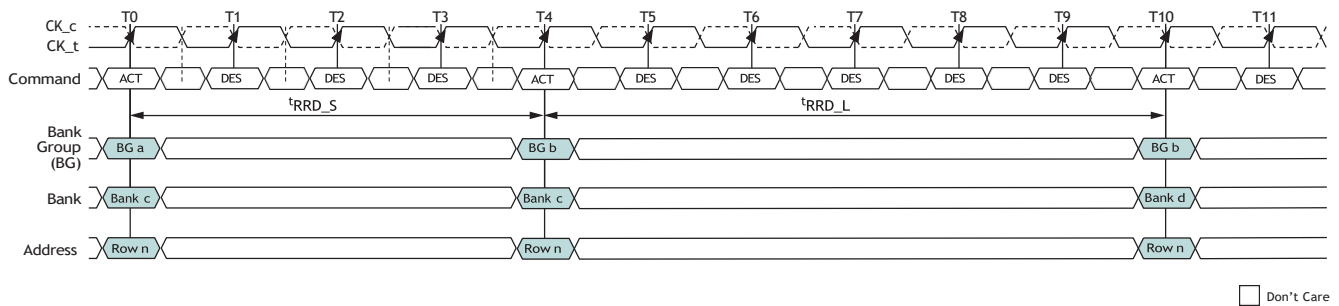 T0 T1 T2 T3 T4 T5 T6 T7 T8 T9 T10 T11
CK_c
CK_t
Command ACT DES DES DES ACT DES DES DES DES DES ACT DES
tRRD_S tRRD_L
Bank
Group
(BG)
BG a BG b BG b
Bank Bank c Bank c Bank d
Address Row n Row n Row n
Don't Care